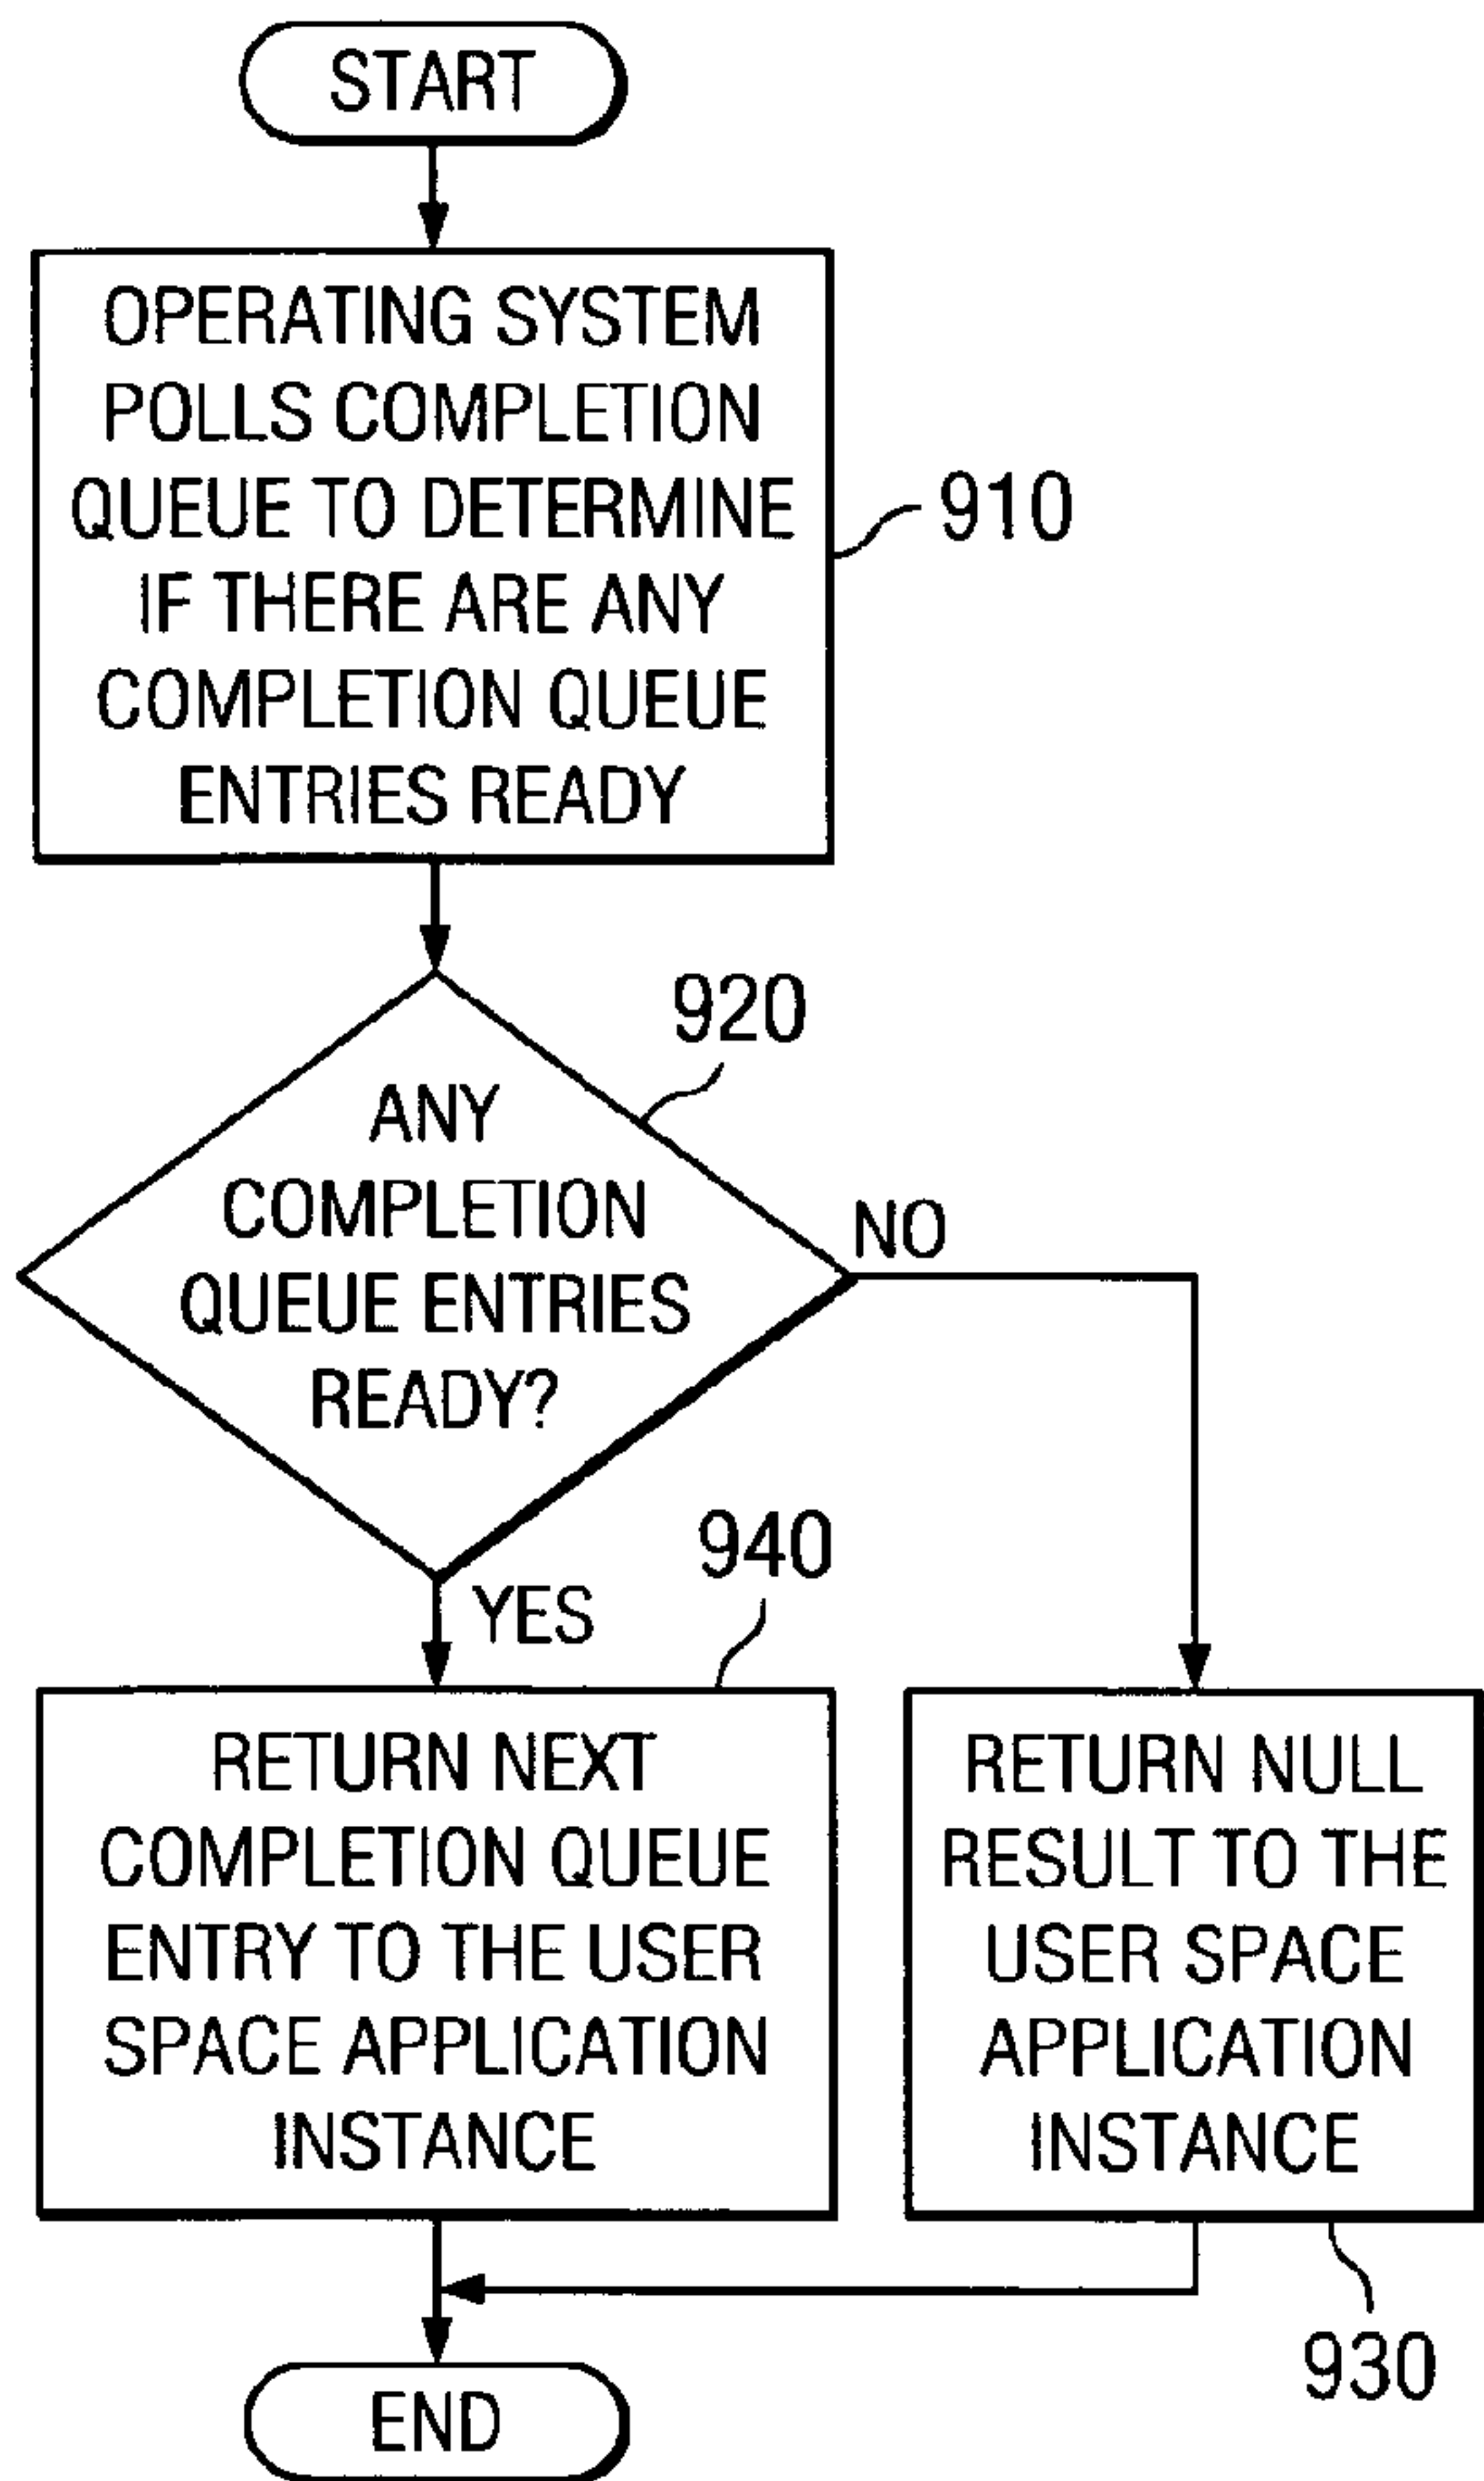 START
OPERATING SYSTEM
POLLS COMPLETION
QUEUE TO DETERMINE
IF THERE ARE ANY
COMPLETION QUEUE
ENTRIES READY
910
920
ANY
COMPLETION
QUEUE ENTRIES
READY?
NO
YES
940
RETURN NEXT
COMPLETION QUEUE
ENTRY TO THE USER
SPACE APPLICATION
INSTANCE
RETURN NULL
RESULT TO THE
USER SPACE
APPLICATION
INSTANCE
930
END